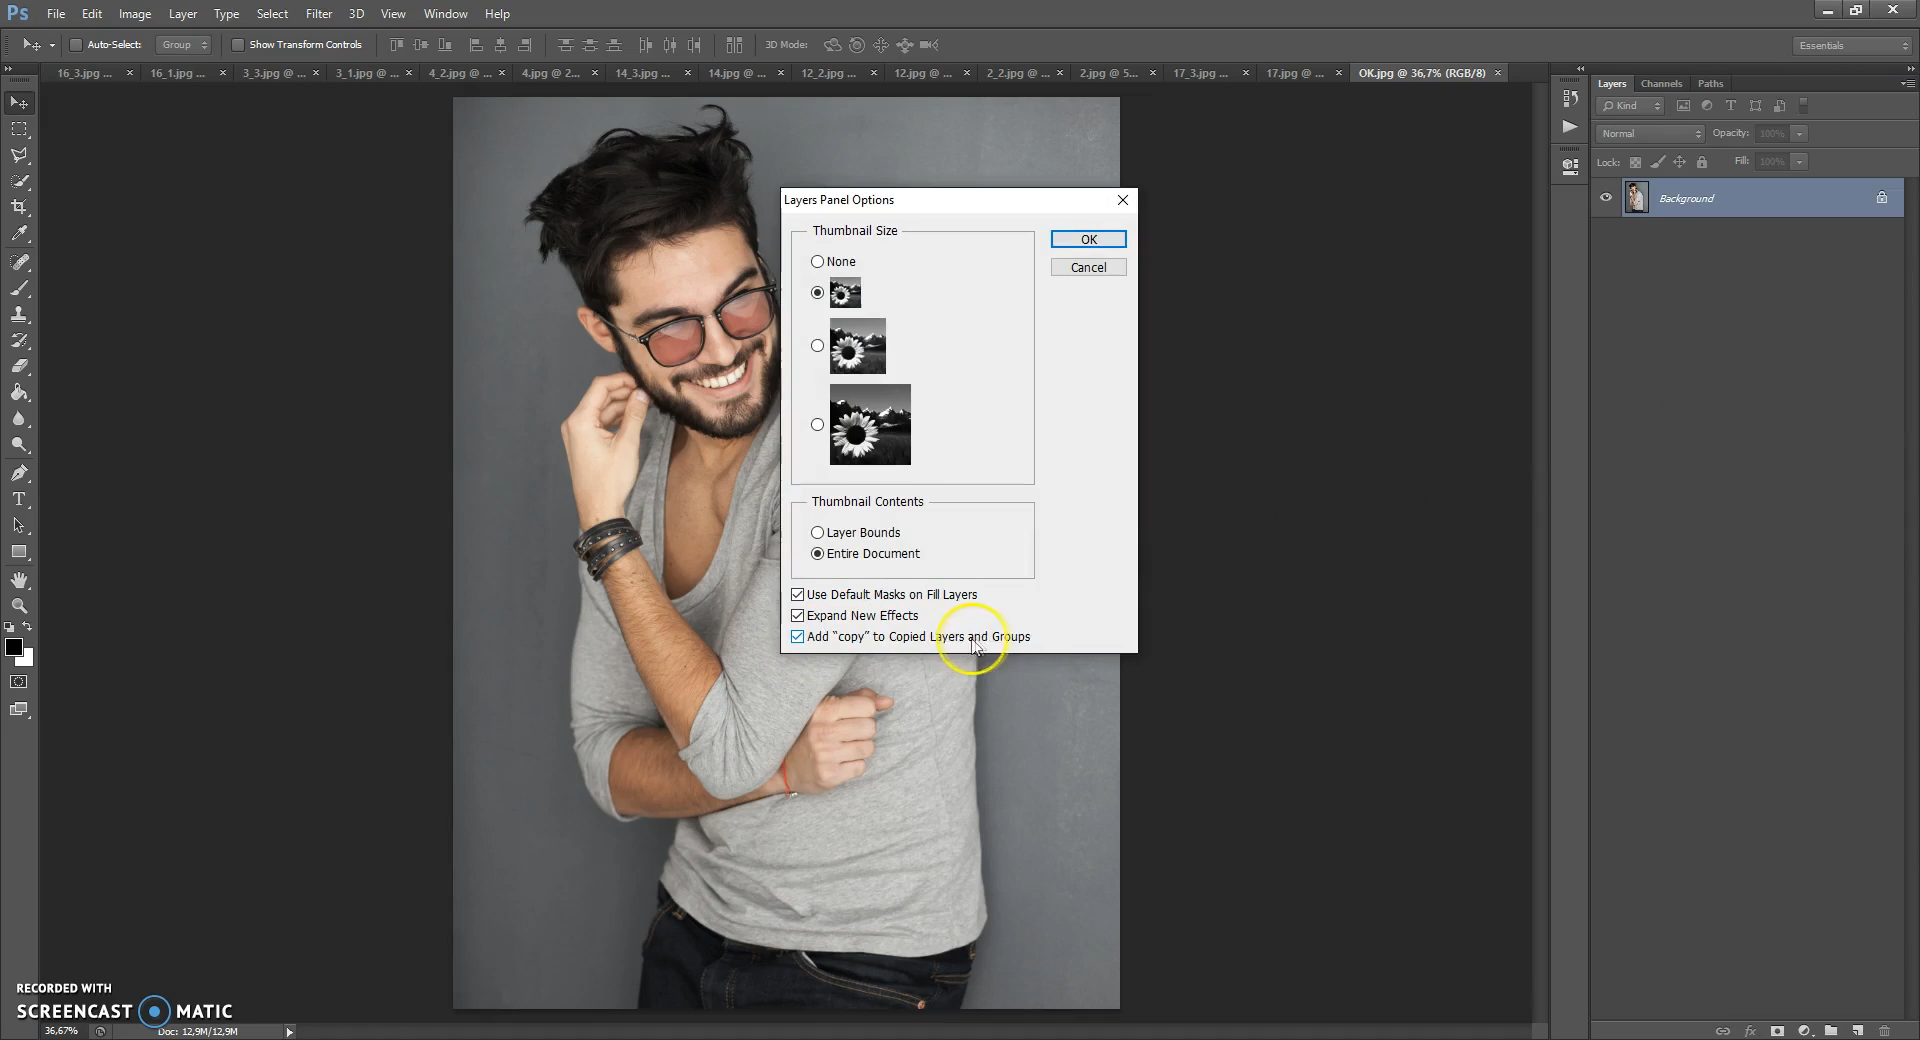 Ps File Edit Image Layer Type Select Filter 3D View Window Help
Auto-Select: Group Show Transform Controls 3D Mode: Essentials
16_3.jpg ... 16_1.jpg ... 3_3.jpg @ ... 3_1.jpg @ ... 4_2.jpg @ ... 4.jpg @ 2... 14_3.jpg ... 14.jpg @ ... 12_2.jpg ... 12.jpg @ ... 2_2.jpg @ ... 2.jpg @ 5... 17_3.jpg ... 17.jpg @ ... OK.jpg @ 36,7% (RGB/8)
Layers Channels Paths
Kind
Normal Opacity: 100%
Lock: Fill: 100%
Background
Layers Panel Options
Thumbnail Size
OK
None
Cancel
Thumbnail Contents
Layer Bounds
Entire Document
Use Default Masks on Fill Layers
Expand New Effects
Add “copy” to Copied Layers and Groups
T
RECORDED WITH
SCREENCAST MATIC
36,67% Doc: 12,9M/12,9M
fx